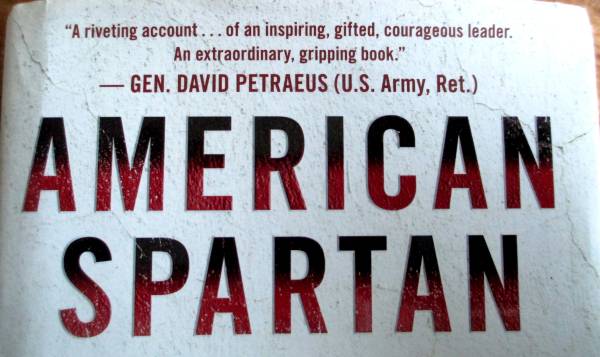 “A riveting account . . . of an inspiring, gifted, courageous leader.
An extraordinary, gripping book.”
— GEN. DAVID PETRAEUS (U.S. Army, Ret.)
AMERICAN
SPARTAN